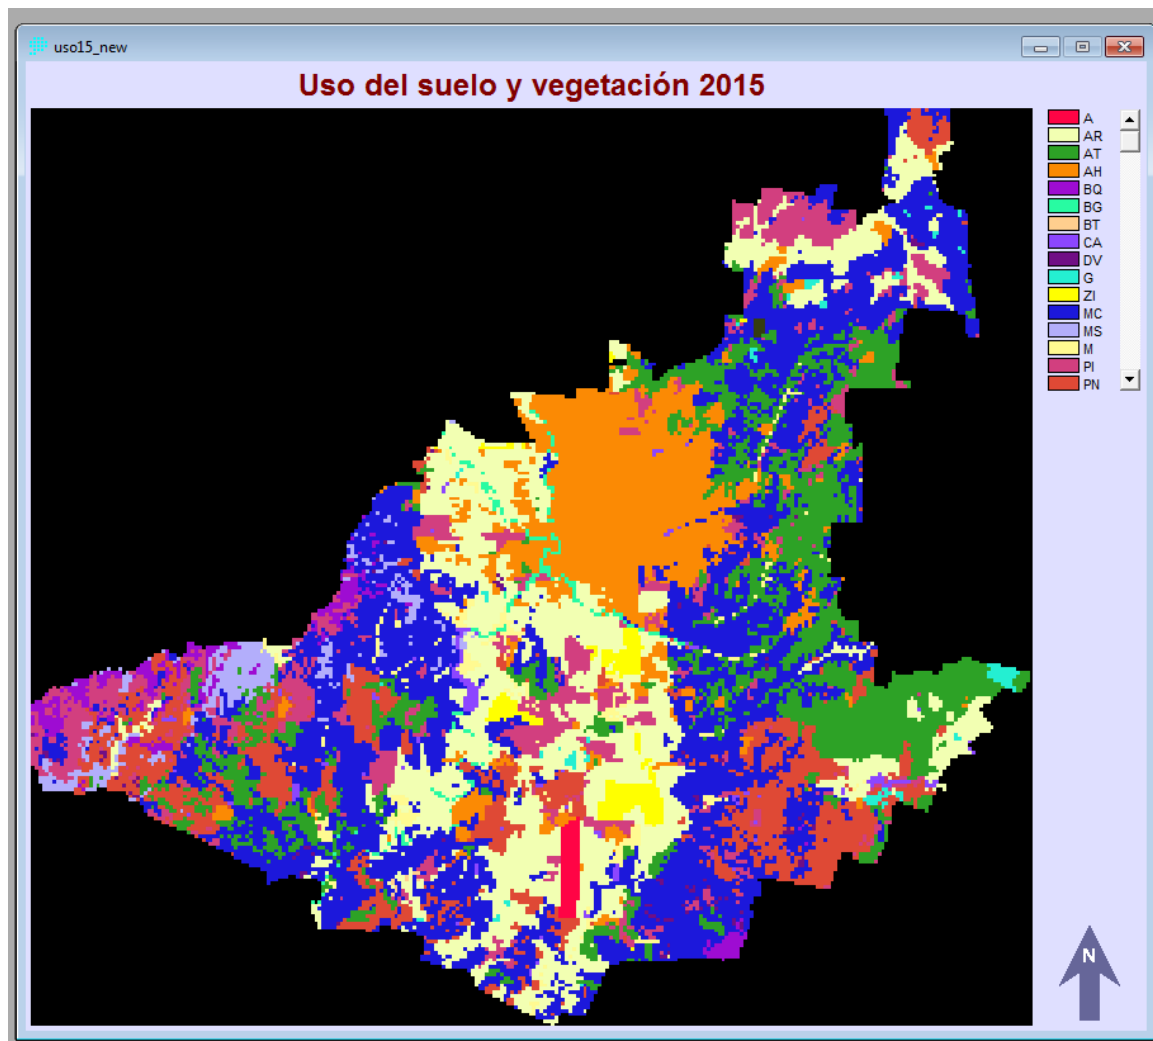 uso15_new
Uso del suelo y vegetación 2015
A
AR
AT
AH
BQ
BG
BT
CA
DV
G
ZI
MC
MS
M
PI
PN
N